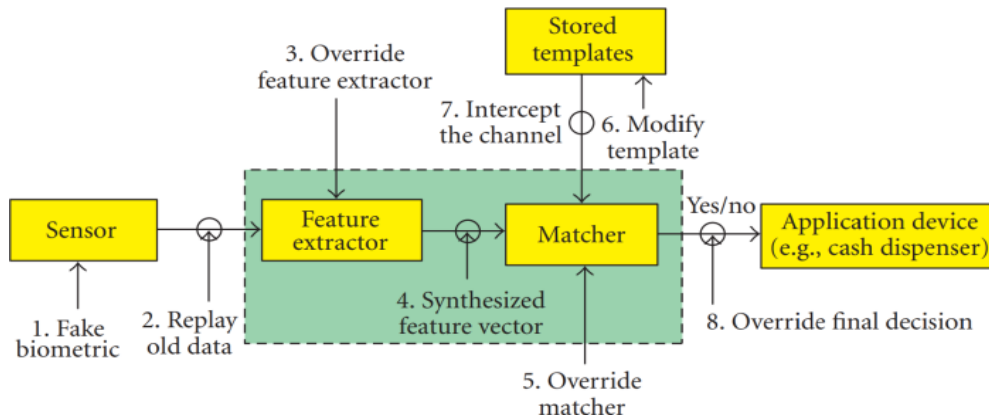 Stored
templates
3. Override
feature extractor
7. Intercept
the channel
6. Modify
template
Sensor
Feature
extractor
Matcher
Yes/no
Application device
(e.g., cash dispenser)
1. Fake
biometric
2. Replay
old data
4. Synthesized
feature vector
5. Override
matcher
8. Override final decision